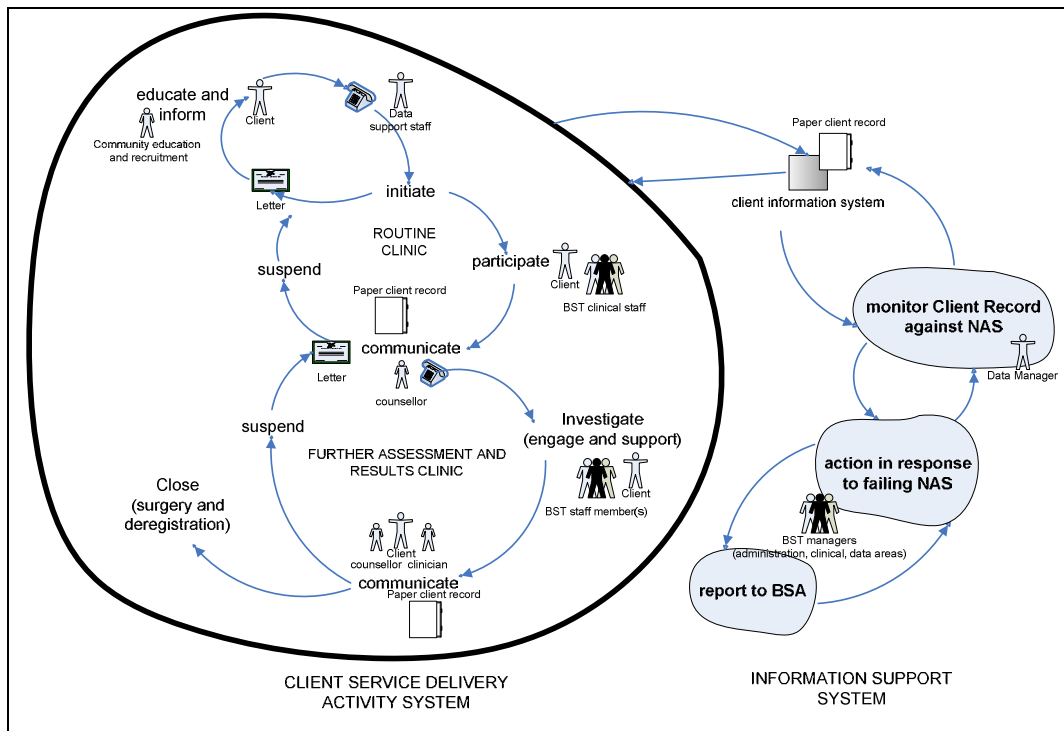 educate and
inform
Community education
and recruitment
Client
Data
support staff
Letter
initiate
ROUTINE
CLINIC
suspend
participate
Client
BST clinical staff
Paper client record
communicate
Letter
counsellor
suspend
Investigate
(engage and support)
Client
BST staff member(s)
FURTHER ASSESSMENT AND
RESULTS CLINIC
Close
(surgery and
deregistration)
Client
counsellor clinician
communicate
Paper client record
CLIENT SERVICE DELIVERY
ACTIVITY SYSTEM
Paper client record
client information system
monitor Client Record
against NAS
Data Manager
action in response
to failing NAS
BST managers
(administration, clinical, data areas)
report to BSA
INFORMATION SUPPORT
SYSTEM